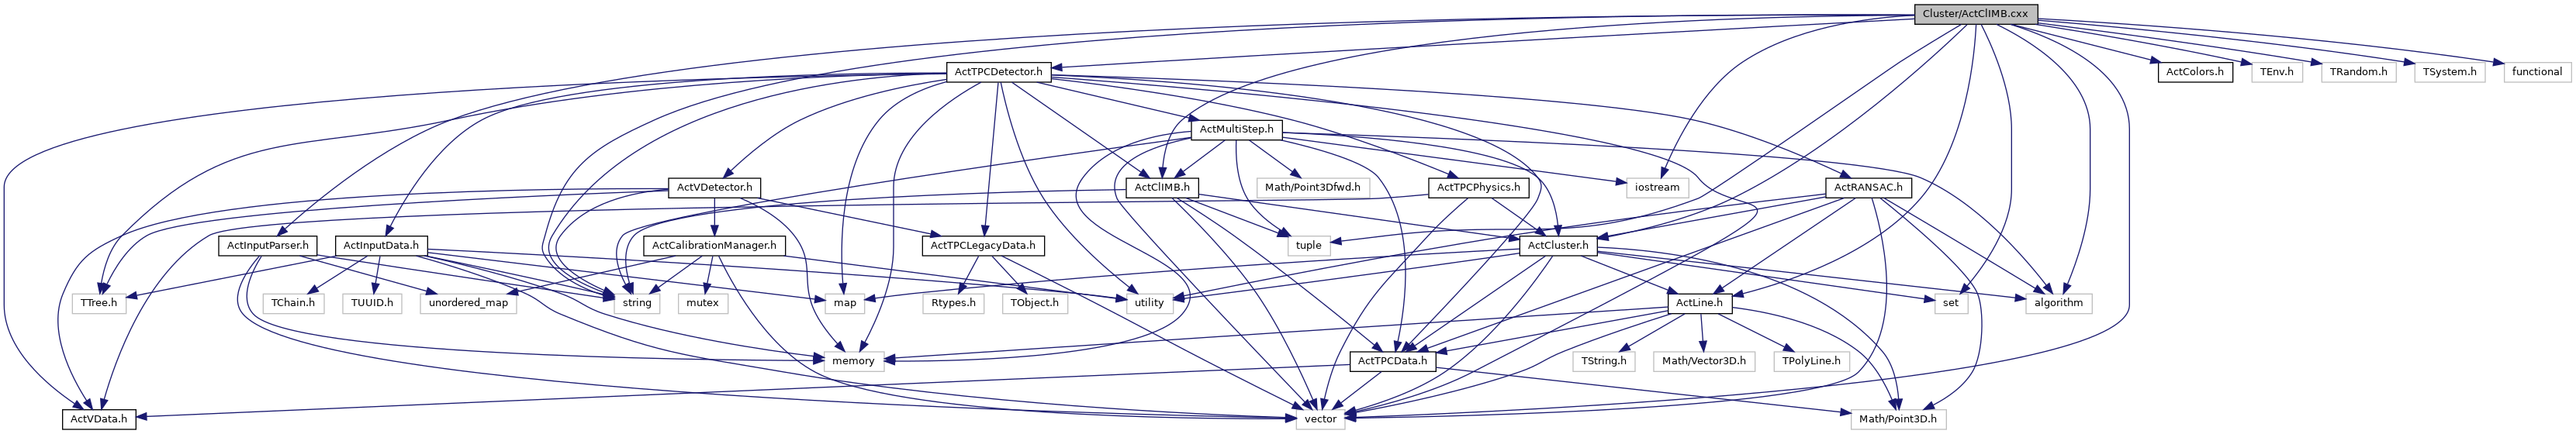 Cluster/ActClIMB.cxx
ActTPCDetector.h
ActColors.h
TEnv.h
TRandom.h
TSystem.h
functional
ActMultiStep.h
ActVDetector.h
ActClIMB.h
Math/Point3Dfwd.h
ActTPCPhysics.h
iostream
ActRANSAC.h
ActInputParser.h
ActInputData.h
ActCalibrationManager.h
ActTPCLegacyData.h
tuple
ActCluster.h
TTree.h
TChain.h
TUUID.h
unordered_map
string
mutex
map
Rtypes.h
TObject.h
utility
ActLine.h
set
algorithm
memory
ActTPCData.h
TString.h
Math/Vector3D.h
TPolyLine.h
ActVData.h
vector
Math/Point3D.h